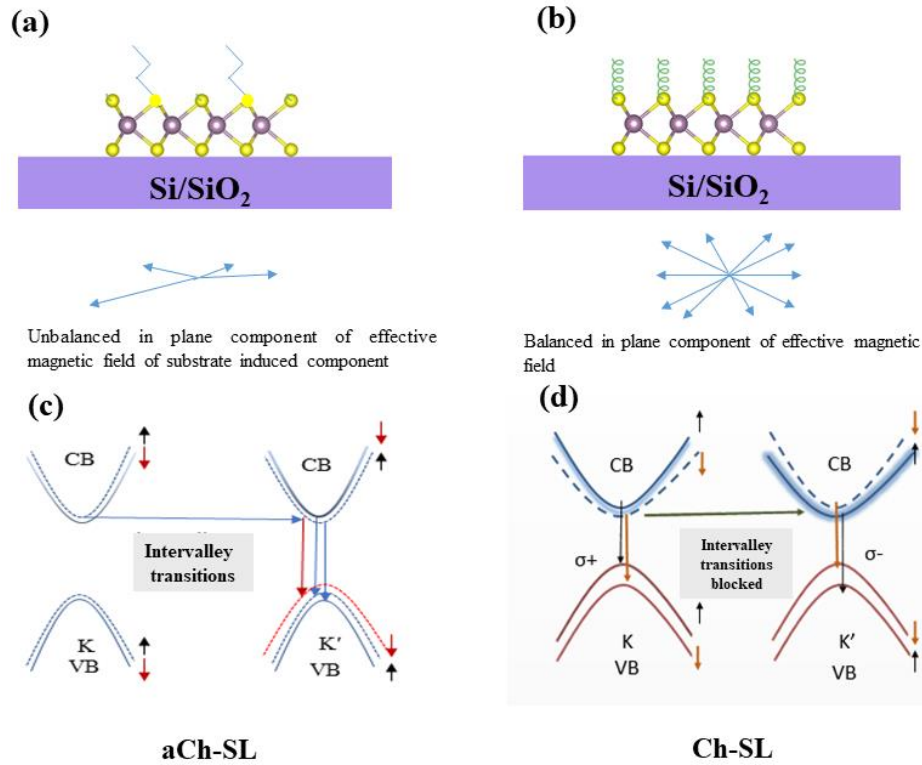 (a)
(b)
Si/SiO2
Si/SiO2
Unbalanced in plane component of effective
magnetic field of substrate induced component
Balanced in plane component of effective magnetic
field
(c)
(d)
CB
CB
CB
CB
Intervalley
transitions
σ+
Intervalley
transitions
blocked
σ-
K
VB
K′
VB
K
VB
K′
VB
aCh-SL
Ch-SL